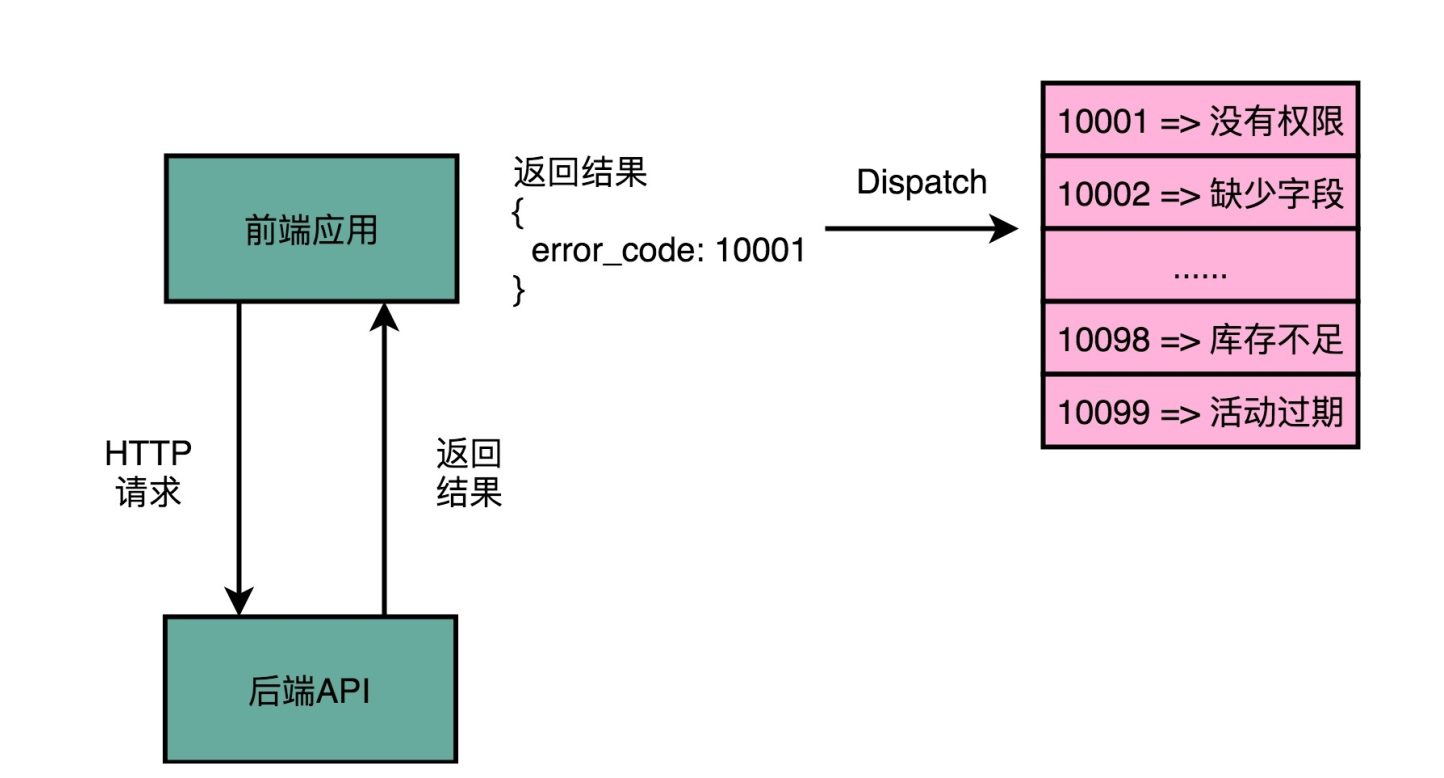 前端应用
返回结果
{
error_code: 10001
}
Dispatch
10001 => 没有权限
10002 => 缺少字段
......
10098 => 库存不足
10099 => 活动过期
HTTP
请求
返回
结果
后端API